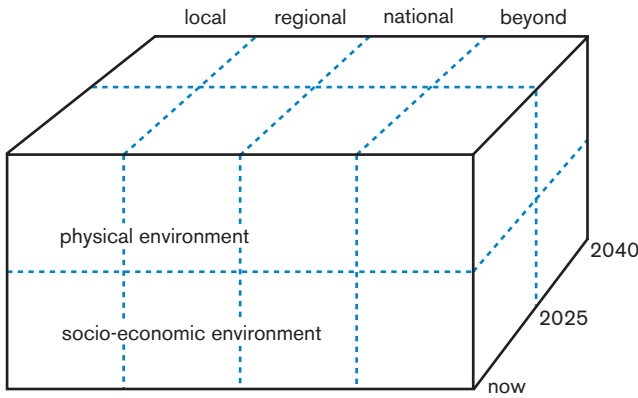 local regional national beyond
physical environment
2040
2025
socio-economic environment
now